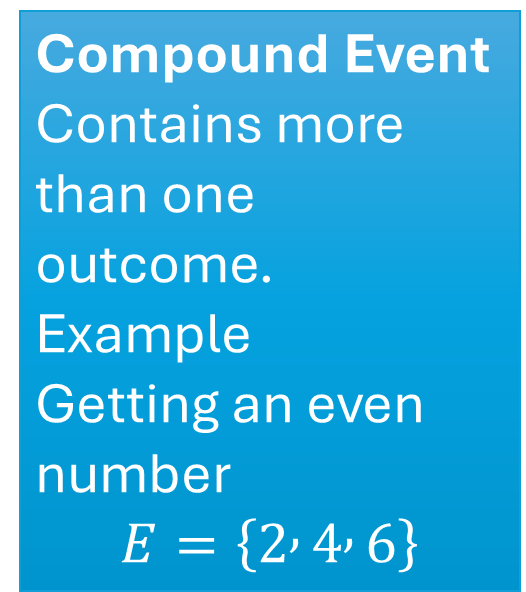 Compound Event
Contains more
than one
outcome.
Example
Getting an even
number
E = {2, 4, 6}